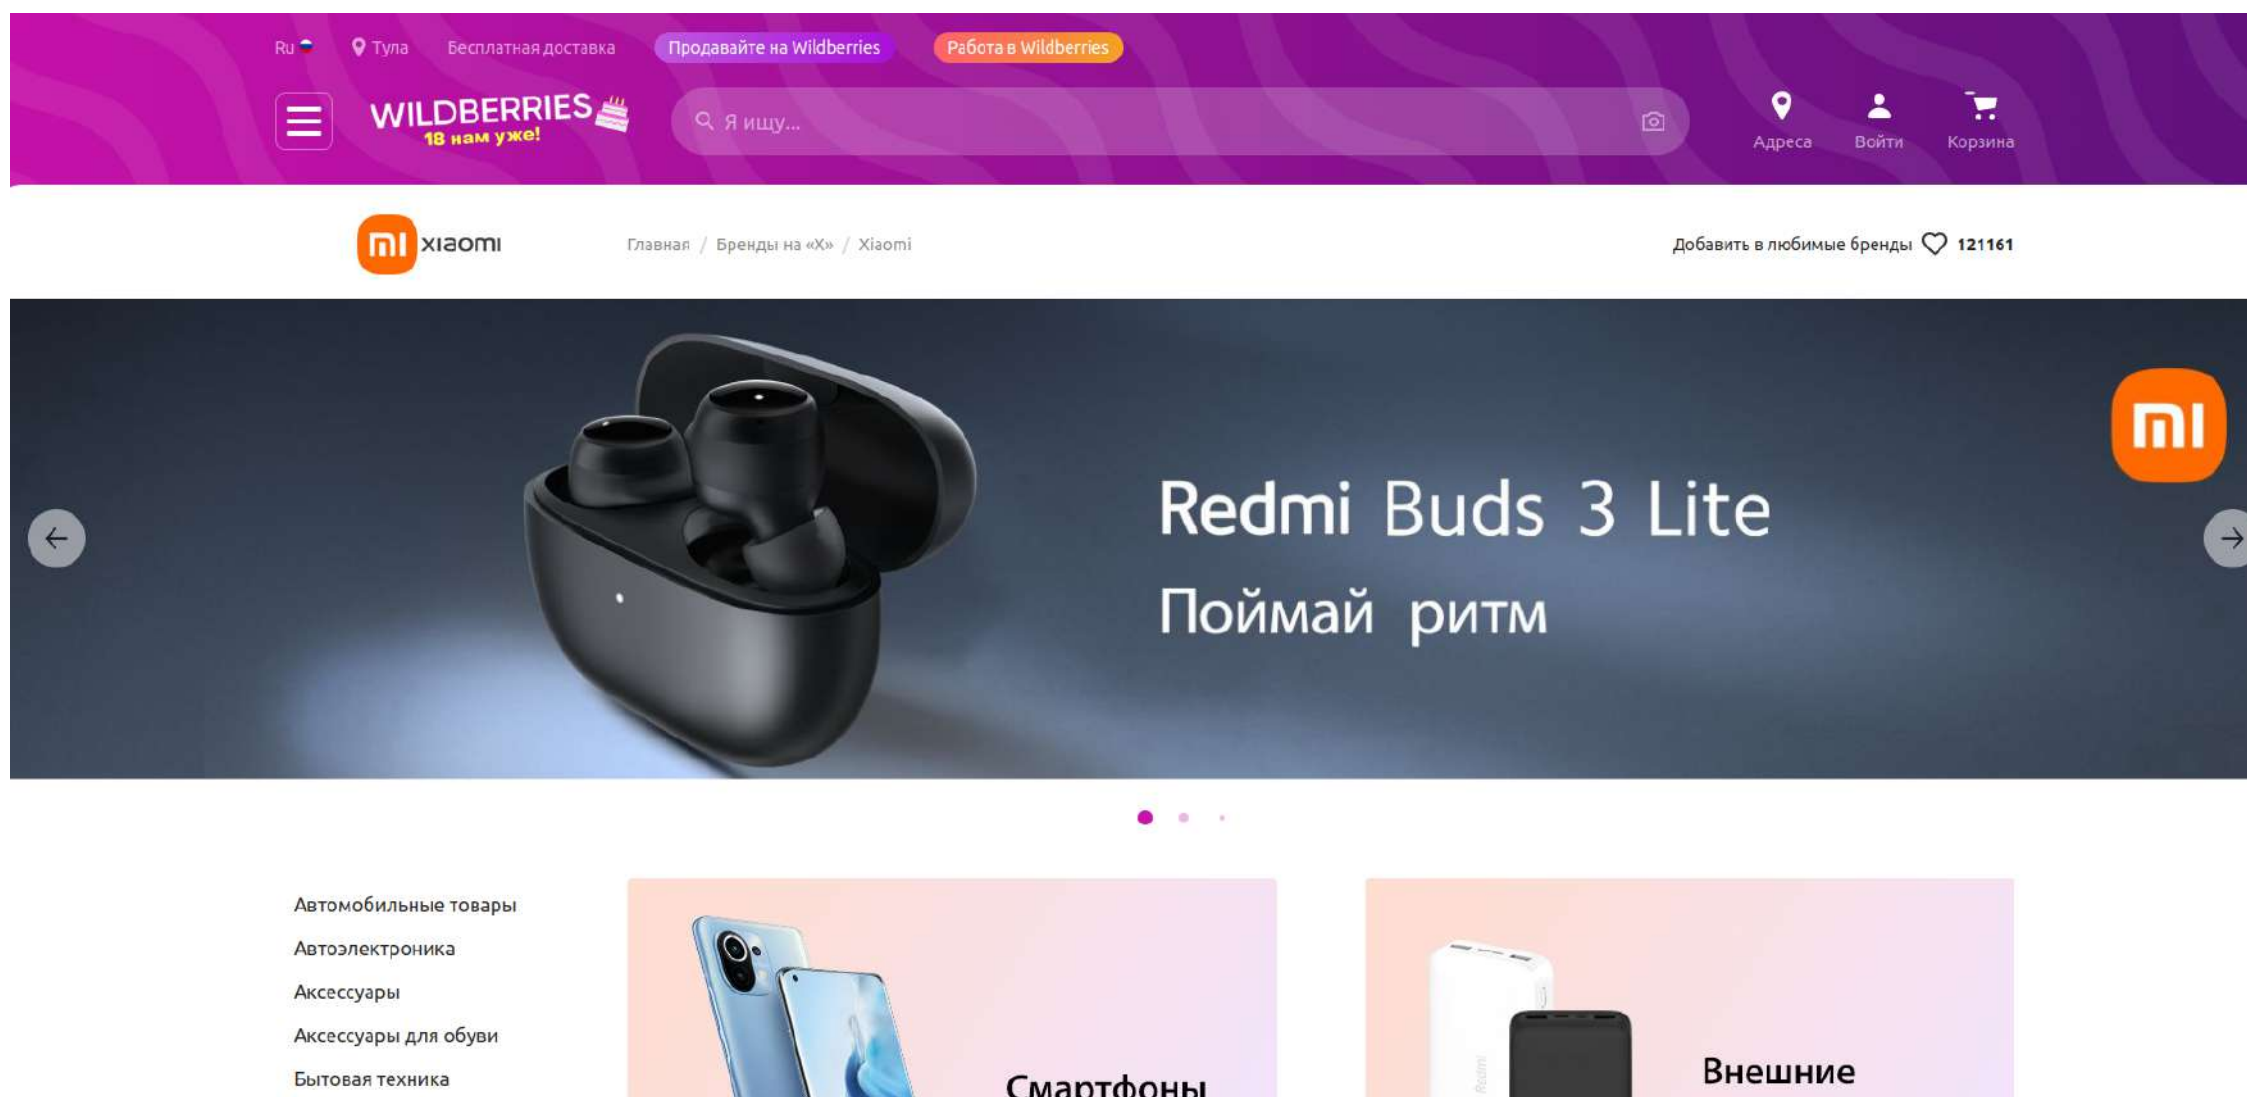 Ru Тула Бесплатная доставка Продавайте на Wildberries Работа в Wildberries
WILDBERRIES
18 нам уже!
Я ищу...
Адреса Войти Корзина
mi xiaomi Главная / Бренды на «X» / Xiaomi Добавить в любимые бренды 121161
mi
Redmi Buds 3 Lite
Поймай ритм
Автомобильные товары
Автоэлектроника
Аксессуары
Аксессуары для обуви
Бытовая техника
Смартфоны
Redmi
Внешние